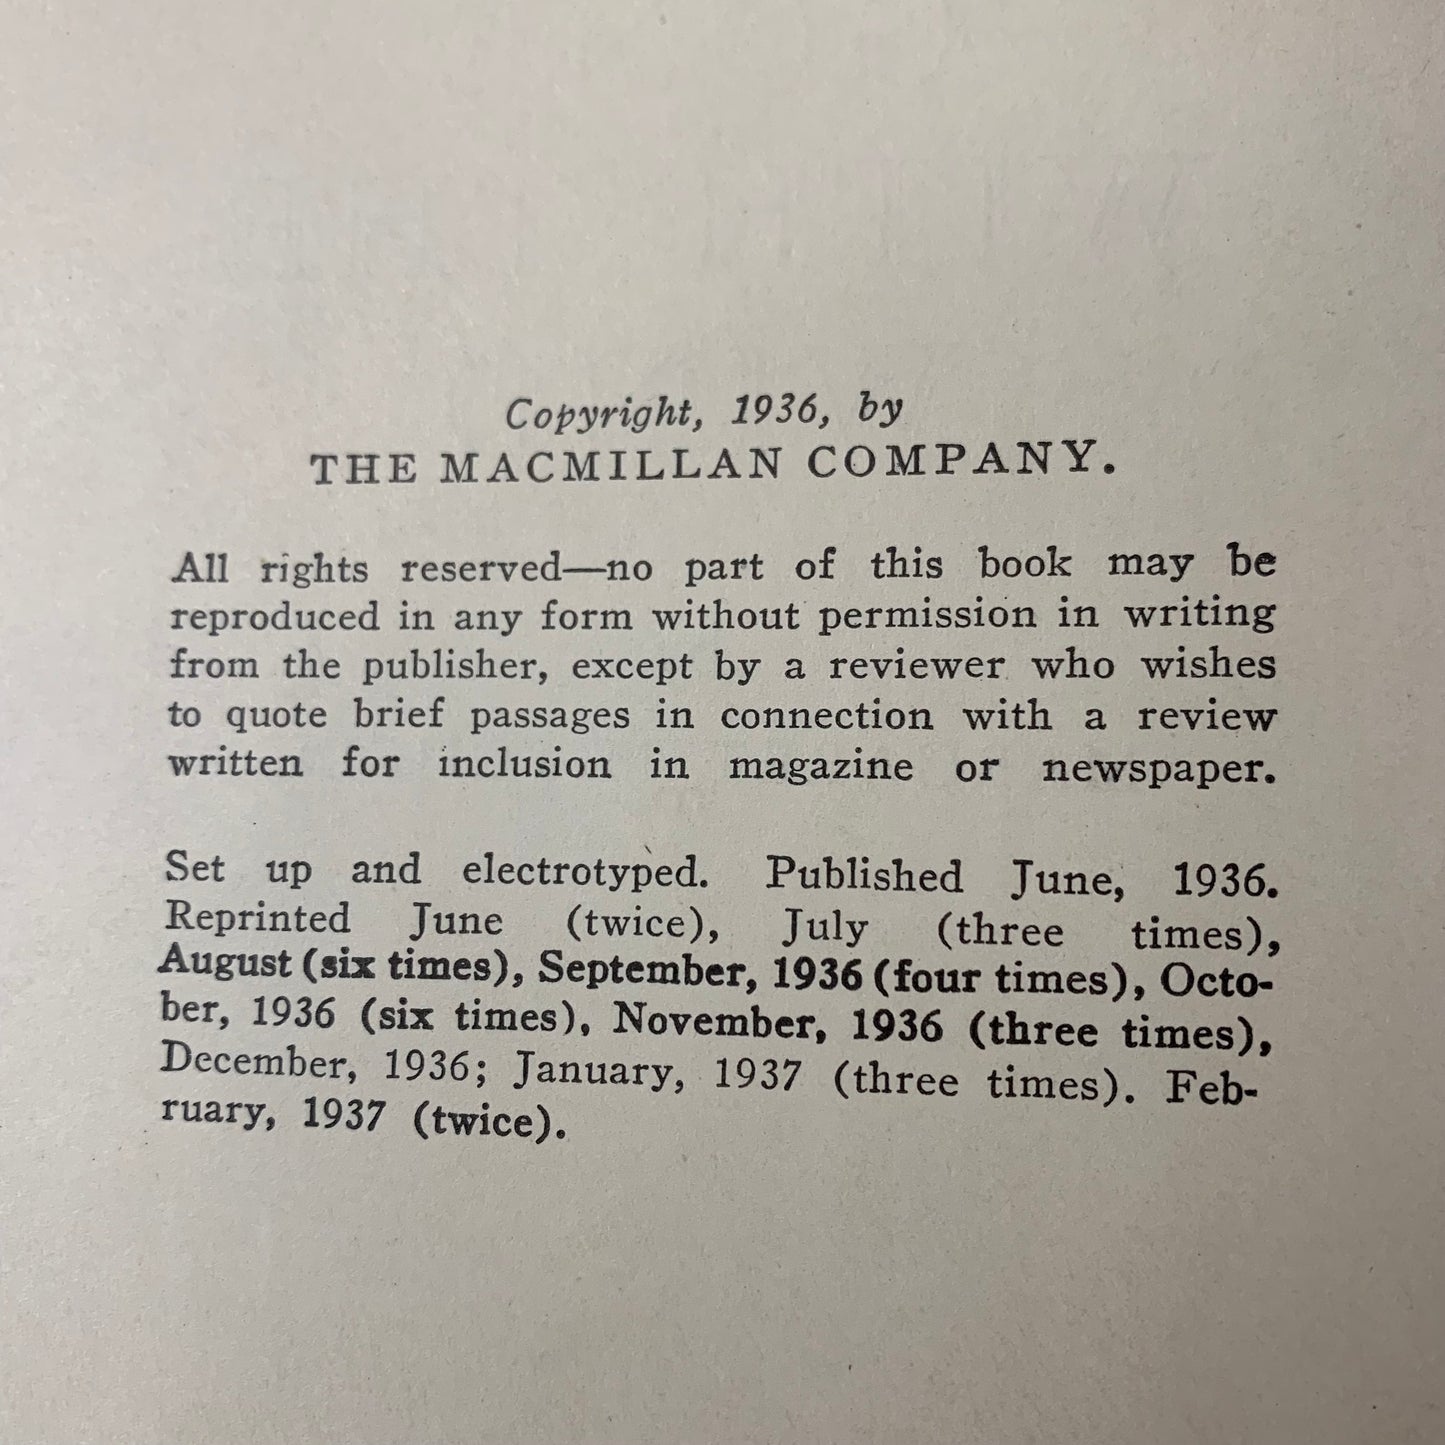 Copyright, 1936, by
THE MACMILLAN COMPANY.
All rights reserved—no part of this book may be
reproduced in any form without permission in writing
from the publisher, except by a reviewer who wishes
to quote brief passages in connection with a review
written for inclusion in magazine or newspaper.
Set up and electrotyped. Published June, 1936.
Reprinted June (twice), July (three times),
August (six times), September, 1936 (four times), Octo-
ber, 1936 (six times), November, 1936 (three times),
December, 1936; January, 1937 (three times). Feb-
ruary, 1937 (twice).